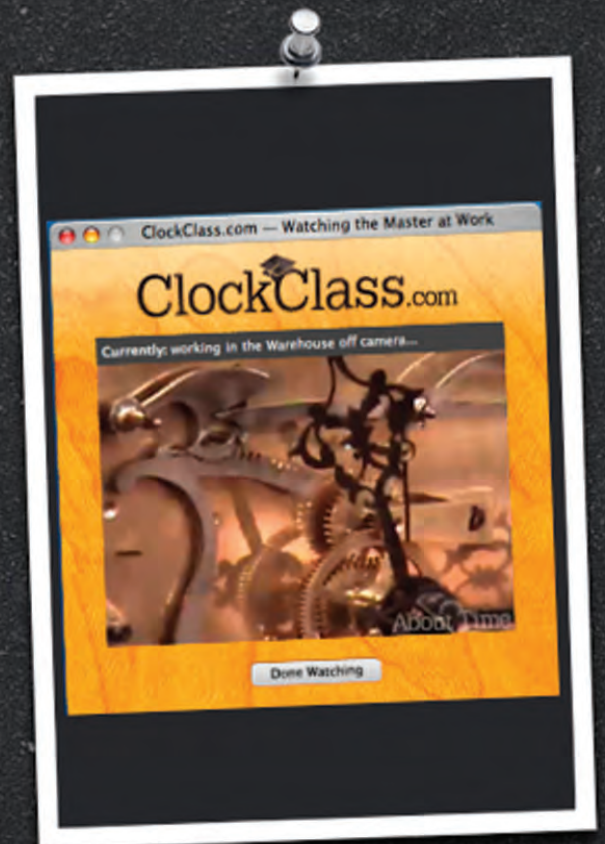 ClockClass.com — Watching the Master at Work
ClockClass.com
Currently: working in the Warehouse off camera...
About Time
Done Watching